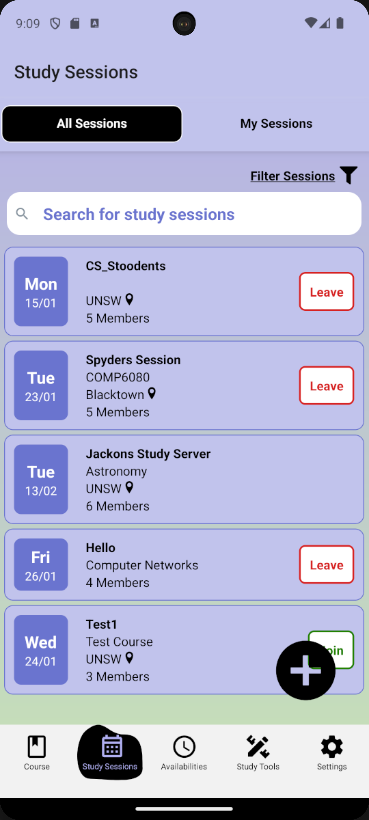 9:09
Study Sessions
All Sessions
My Sessions
Filter Sessions
Search for study sessions
Mon
15/01
CS_Stoodents
UNSW
5 Members
Leave
Tue
23/01
Spyders Session
COMP6080
Blacktown
5 Members
Leave
Tue
13/02
Jackons Study Server
Astronomy
UNSW
6 Members
Fri
26/01
Hello
Computer Networks
4 Members
Leave
Wed
24/01
Test1
Test Course
UNSW
3 Members
Course
Study Sessions
Availabilities
Study Tools
Settings